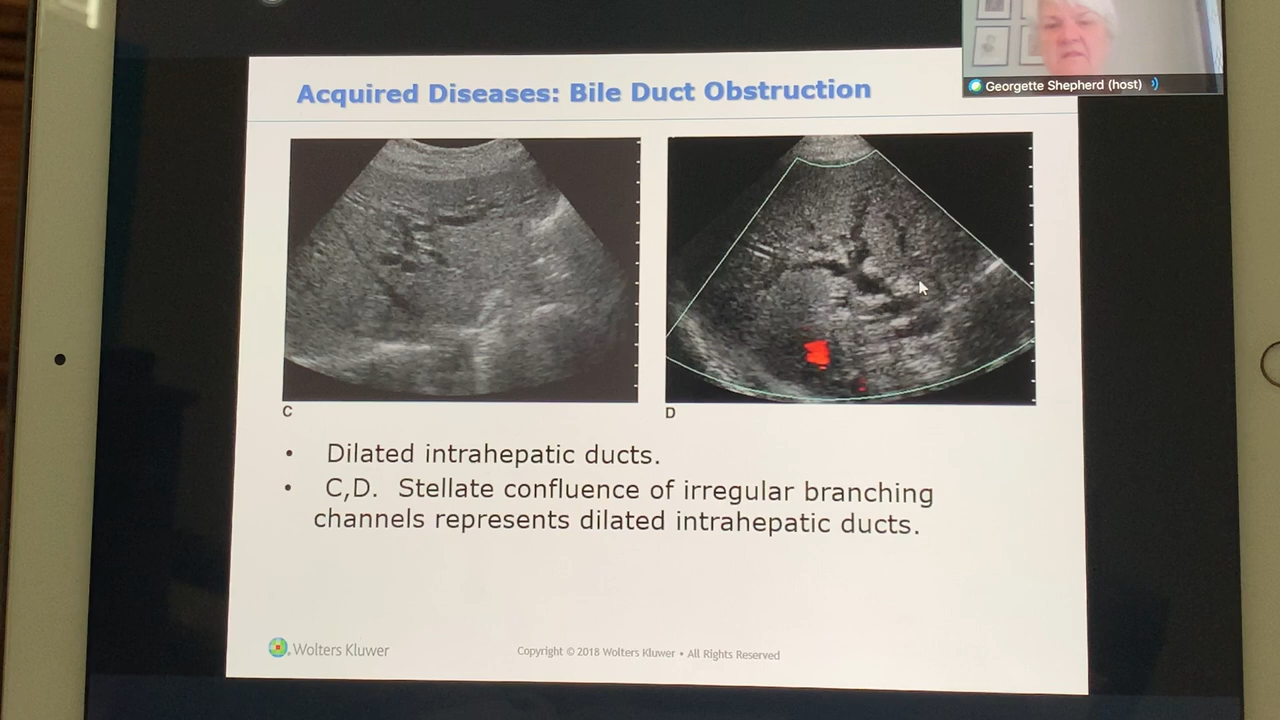 Georgette Shepherd (host)
Acquired Diseases: Bile Duct Obstruction
C
D
• Dilated intrahepatic ducts.
• C,D. Stellate confluence of irregular branching
channels represents dilated intrahepatic ducts.
Wolters Kluwer
Copyright © 2018 Wolters Kluwer • All Rights Reserved